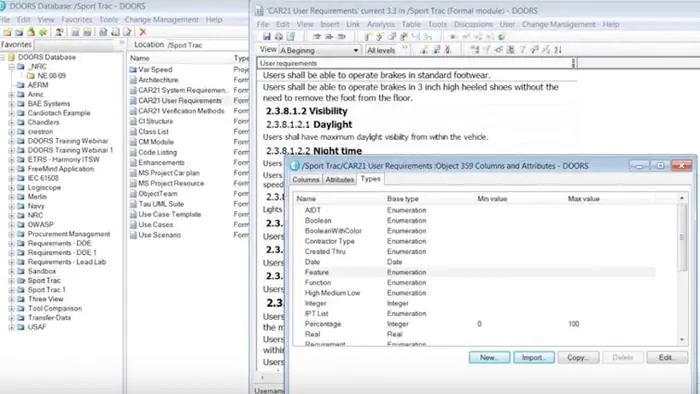 DOORS Database: /Sport Trac
File Edit View Favorites Tools Change Management Help
Favorites
Location /Sport Trac
DOORS Database
_NRC
NE 08-09
AERM
Arinc
BAE Systems
Cardiotach Example
Chandlers
crestron
DOORS Training Webinar
DOORS Training Webinar 1
ETRS - Harmony ITSW
FreeMind Application
IEC 61508
Logiscope
Merlin
Navy
NRC
OWASP
Procurement Management
Requirements - DOE
Requirements - DOE 1
Requirements - Lead Lab
Sandbox
Sport Trac
Sport Trac 1
Three View
Tool Comparison
Transfer-Data
USAF
Name Type
Var Speed Proje
Architechture Form
CAR21 System Requiremen... Form
CAR21 User Requirements Form
CAR21 Verification Methods Form
CI Structure Form
Class List Form
CM Module Form
Code Listing Form
Enhancements Form
MS Project Car plan Form
MS Project Resource Form
ObjectTeam Form
Tau UML Suite Form
Use Case Template Form
Use Cases Form
Use Scenario Form
'CAR21 User Requirements' current 3.3 in /Sport Trac (Formal module) - DOORS
File Edit View Insert Link Analysis Table Tools Discussions User Change Management Help
View A Begining All levels
User requirements
Users shall be able to operate brakes in standard footwear.
Users shall be able to operate brakes in 3 inch high heeled shoes without the
need to remove the foot from the floor.
2.3.8.1.2 Visibility
2.3.8.1.2.1 Daylight
Users shall have maximum daylight visibilty from within the vehicle.
2.3.8.1.2.2 Night time
Users
speed
2.3.8
Lights
2.3.
Users
2.3.
Users
2.3.
Users
2.3
Users
the m
Users
within
Users
Username
/Sport Trac/CAR21 User Requirements :Object 359 Columns and Attributes - DOORS
Columns Attributes Types
Name Base type Min value Max value
AIDT Enumeration
Boolean Enumeration
BooleanWithColor Enumeration
Contractor Type Enumeration
Created Thru Enumeration
Date Date
Feature Enumeration
Function Enumeration
High Medium Low Enumeration
Integer Integer
IPT List Enumeration
Percentage Integer 0 100
Real Real
Requirement Enumeration
New... Import... Copy... Delete Edit...